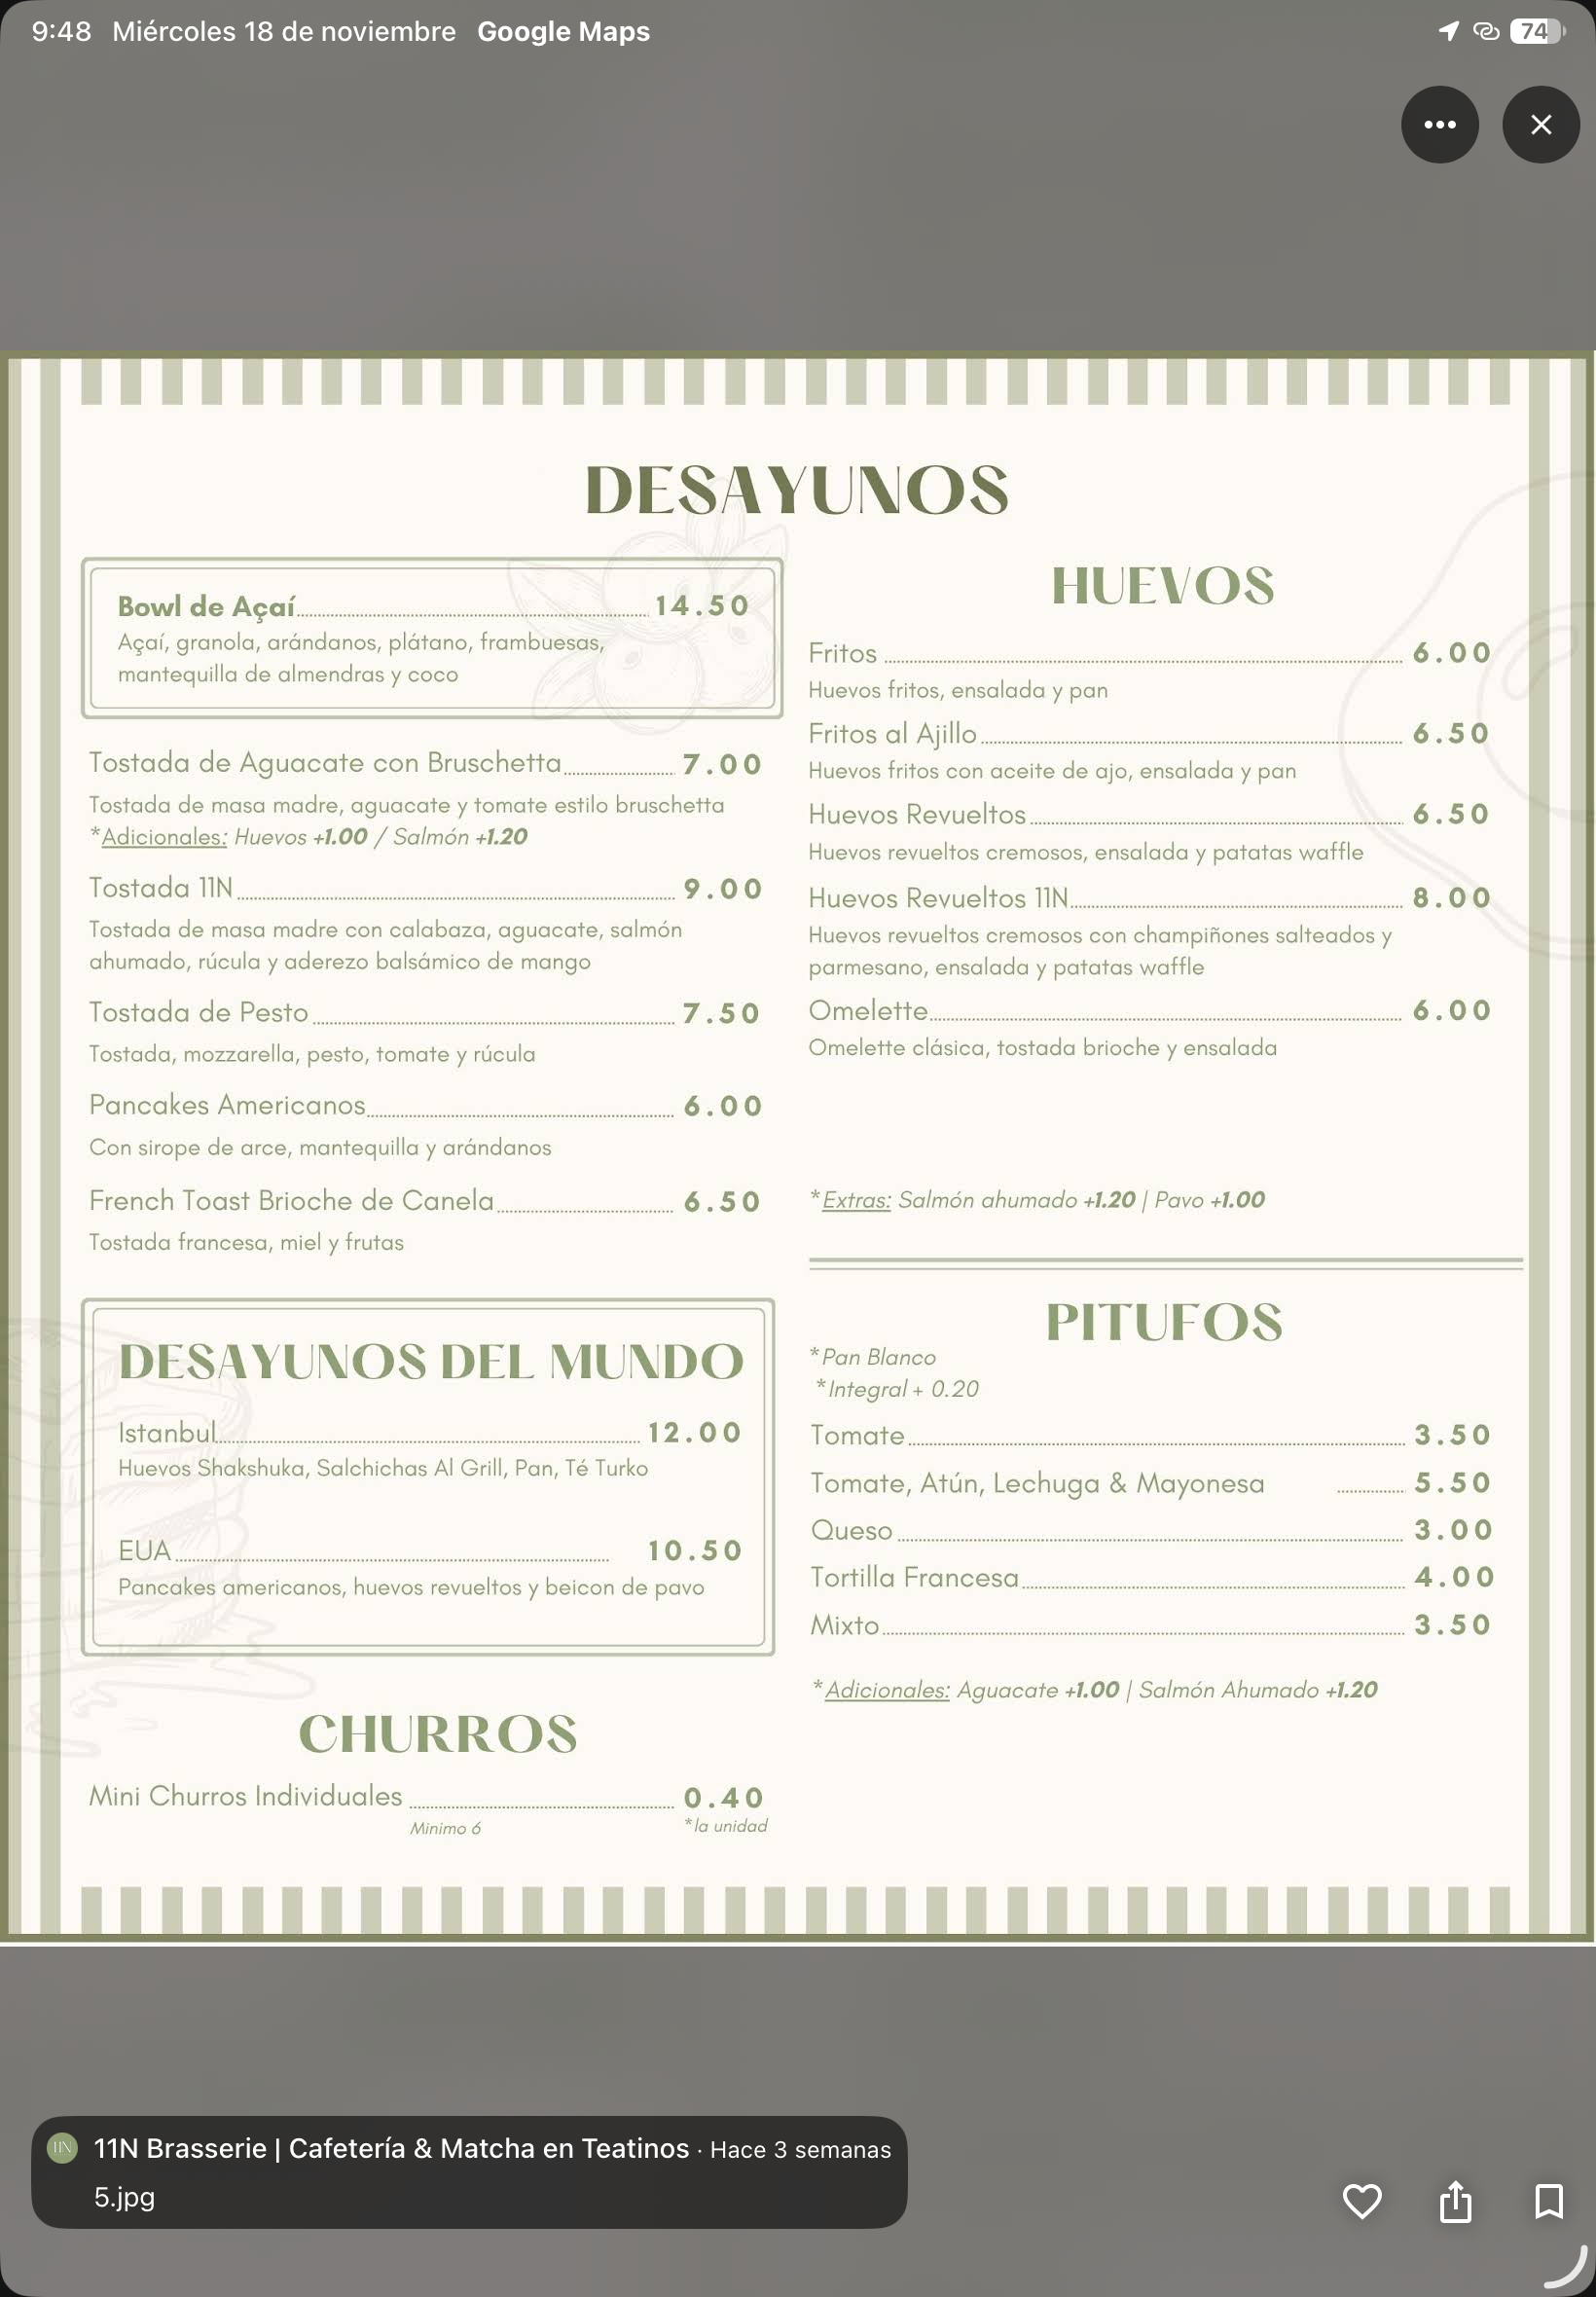 9:48 Miércoles 18 de noviembre Google Maps
74
DESAYUNOS
Bowl de Açaí 14.50
Açaí, granola, arándanos, plátano, frambuesas,
mantequilla de almendras y coco
Tostada de Aguacate con Bruschetta 7.00
Tostada de masa madre, aguacate y tomate estilo bruschetta
*Adicionales: Huevos +1.00 / Salmón +1.20
Tostada 11N 9.00
Tostada de masa madre con calabaza, aguacate, salmón
ahumado, rúcula y aderezo balsámico de mango
Tostada de Pesto 7.50
Tostada, mozzarella, pesto, tomate y rúcula
Pancakes Americanos 6.00
Con sirope de arce, mantequilla y arándanos
French Toast Brioche de Canela 6.50
Tostada francesa, miel y frutas
DESAYUNOS DEL MUNDO
Istanbul 12.00
Huevos Shakshuka, Salchichas Al Grill, Pan, Té Turko
EUA 10.50
Pancakes americanos, huevos revueltos y beicon de pavo
CHURROS
Mini Churros Individuales 0.40
Minimo 6 *la unidad
HUEVOS
Fritos 6.00
Huevos fritos, ensalada y pan
Fritos al Ajillo 6.50
Huevos fritos con aceite de ajo, ensalada y pan
Huevos Revueltos 6.50
Huevos revueltos cremosos, ensalada y patatas waffle
Huevos Revueltos 11N 8.00
Huevos revueltos cremosos con champiñones salteados y
parmesano, ensalada y patatas waffle
Omelette 6.00
Omelette clásica, tostada brioche y ensalada
*Extras: Salmón ahumado +1.20 | Pavo +1.00
PITUFOS
*Pan Blanco
*Integral + 0.20
Tomate 3.50
Tomate, Atún, Lechuga & Mayonesa 5.50
Queso 3.00
Tortilla Francesa 4.00
Mixto 3.50
*Adicionales: Aguacate +1.00 | Salmón Ahumado +1.20
11N 11N Brasserie | Cafetería & Matcha en Teatinos · Hace 3 semanas
5.jpg